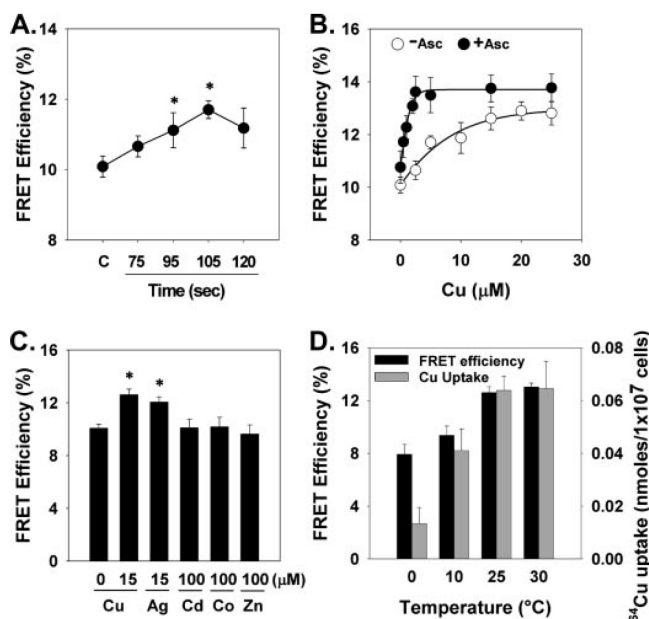 A.
FRET Efficiency (%)
14
12
10
8
C 75 95 105 120
Time (sec)
* *
B.
−Asc +Asc
FRET Efficiency (%)
16
14
12
10
8
0 10 20 30
Cu (μM)
C.
FRET Efficiency (%)
16
12
8
4
0
* *
0 15 15 100 100 100 (μM)
Cu Ag Cd Co Zn
D.
FRET efficiency
Cu Uptake
FRET Efficiency (%)
16
12
8
4
0
0 10 25 30
Temperature (°C)
0.08
0.06
0.04
0.02
0.00
⁶⁴Cu uptake (nmoles/1x10⁷ cells)